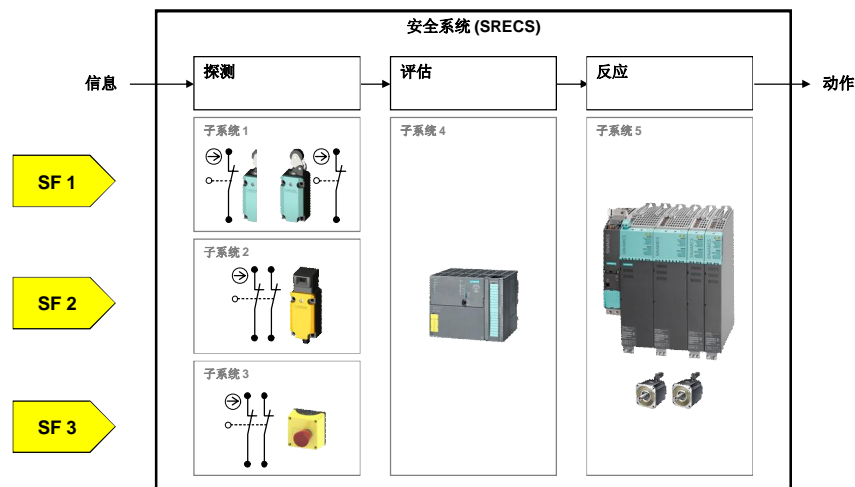 安全系统 (SRECS)
信息
探测
评估
反应
动作
子系统 1
子系统 4
子系统 5
SF 1
子系统 2
SF 2
子系统 3
SF 3